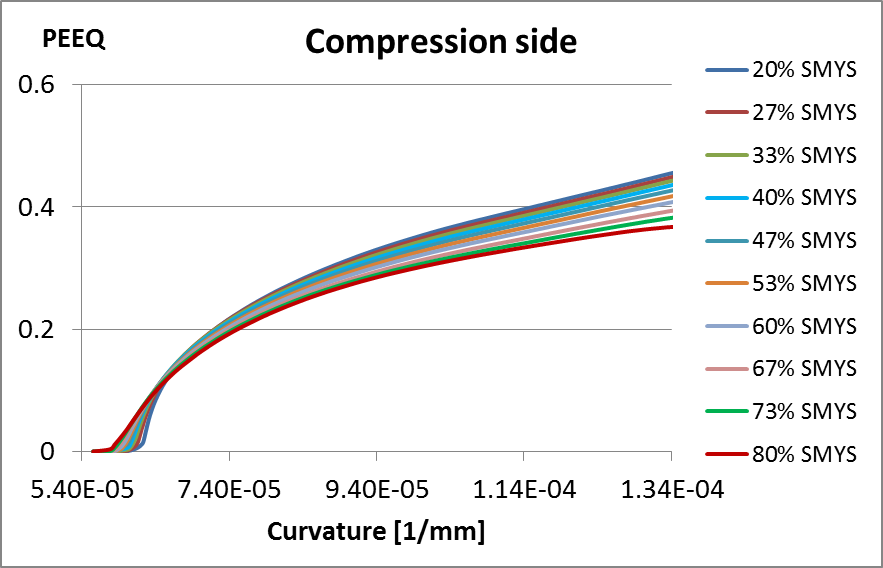 PEEQ
Compression side
0.6
0.4
0.2
0
5.40E-05 7.40E-05 9.40E-05 1.14E-04 1.34E-04
Curvature [1/mm]
20% SMYS
27% SMYS
33% SMYS
40% SMYS
47% SMYS
53% SMYS
60% SMYS
67% SMYS
73% SMYS
80% SMYS